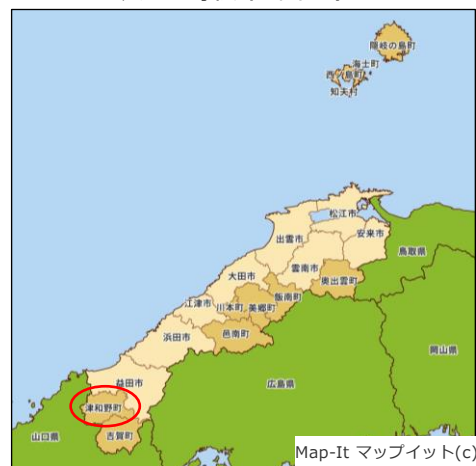 隠岐の島町
海士町
西ノ島町
知夫村
松江市
安来市
出雲市
鳥取県
雲南市
大田市
奥出雲町
飯南町
江津市
川本町
美郷町
邑南町
浜田市
岡山県
益田市
広島県
津和野町
山口県
吉賀町
Map-It マップイット(c)